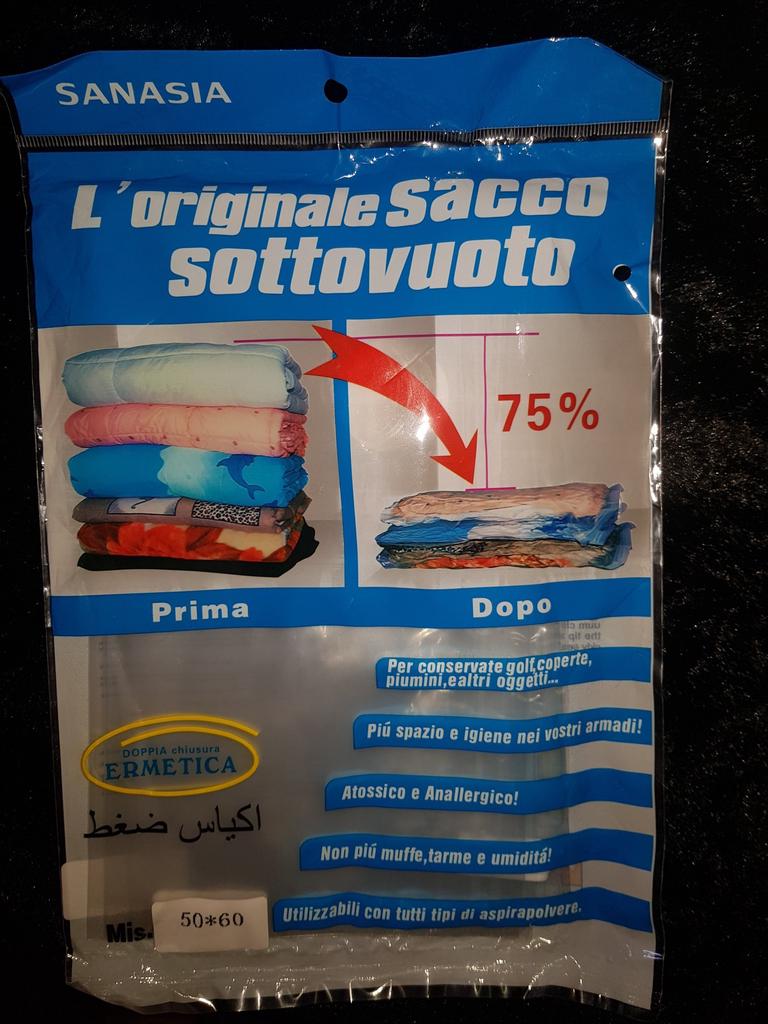 SANASIA
L'originale sacco
sottovuoto
75%
Prima
Dopo
Per conservate golf,coperte,
piumini,ealtri oggetti...
Piú spazio e igiene nei vostri armadi!
DOPPIA chiusura
ERMETICA
Atossico e Anallergico!
اكياس ضغط
Non piú muffe,tarme e umiditá!
Utilizzabili con tutti tipi di aspirapolvere.
Mis.
50*60